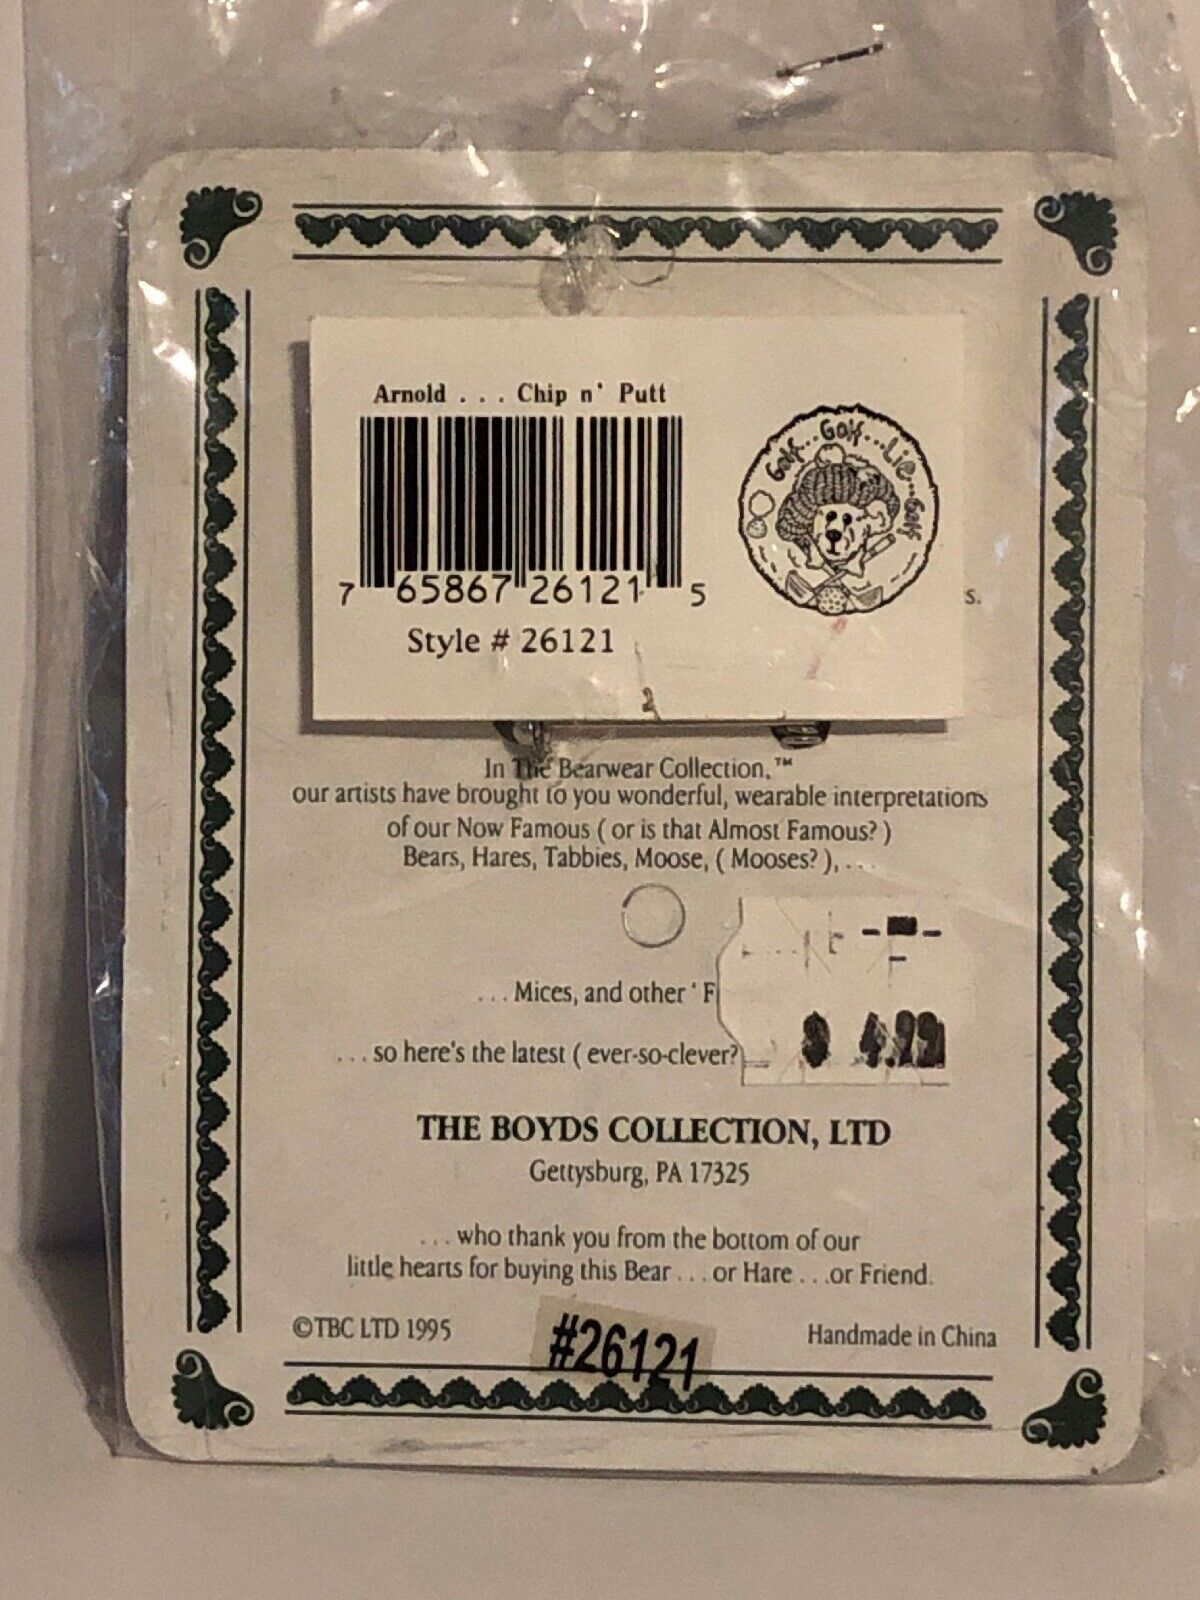 Arnold . . . Chip n' Putt
Golf...Golf...Lie...Golf
7 65867 26121 5
s.
Style # 26121
2
In The Bearwear Collection,™
our artists have brought to you wonderful, wearable interpretations
of our Now Famous ( or is that Almost Famous? )
Bears, Hares, Tabbies, Moose, ( Mooses? ), . . .
. . . Mices, and other ' F
. . . so here's the latest ( ever-so-clever?
4.99
THE BOYDS COLLECTION, LTD
Gettysburg, PA 17325
. . . who thank you from the bottom of our
little hearts for buying this Bear . . . or Hare . . . or Friend.
©TBC LTD 1995
#26121
Handmade in China